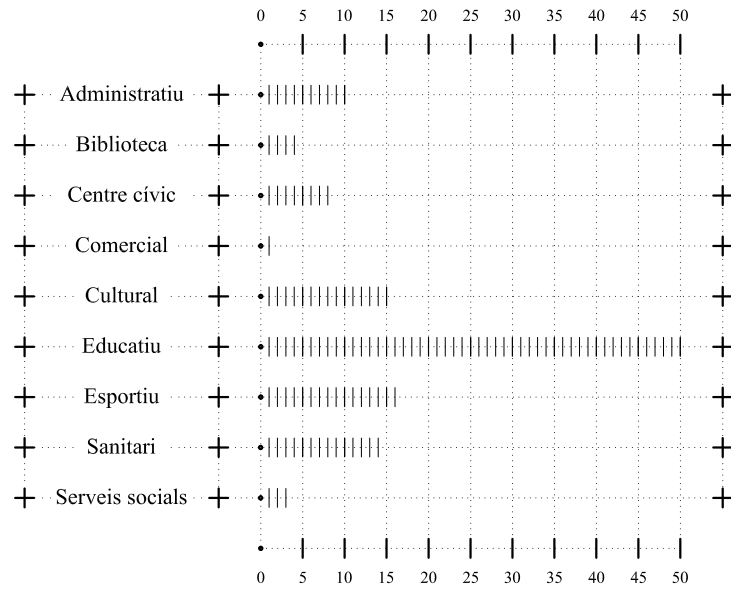 0 5 10 15 20 25 30 35 40 45 50
Administratiu
Biblioteca
Centre cívic
Comercial
Cultural
Educatiu
Esportiu
Sanitari
Serveis socials
0 5 10 15 20 25 30 35 40 45 50